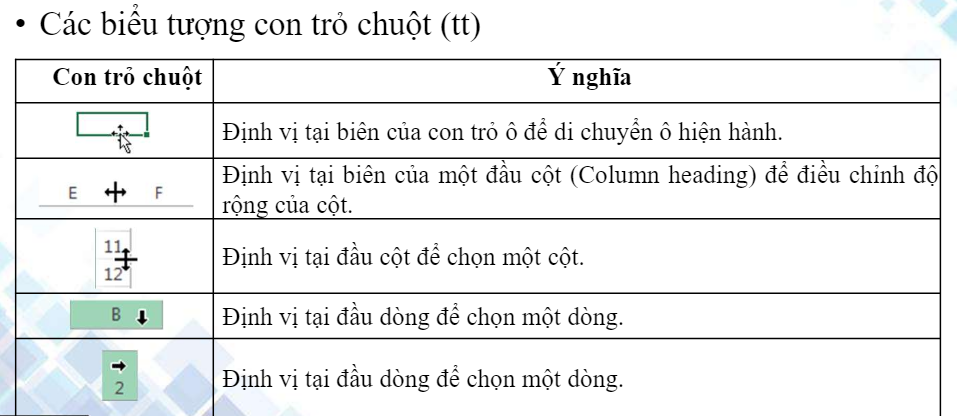 • Các biểu tượng con trỏ chuột (tt)
Con trỏ chuột Ý nghĩa
Định vị tại biên của con trỏ ô để di chuyển ô hiện hành.
E F
Định vị tại biên của một đầu cột (Column heading) để điều chỉnh độ
rộng của cột.
11
12
Định vị tại đầu cột để chọn một cột.
B
Định vị tại đầu dòng để chọn một dòng.
2
Định vị tại đầu dòng để chọn một dòng.